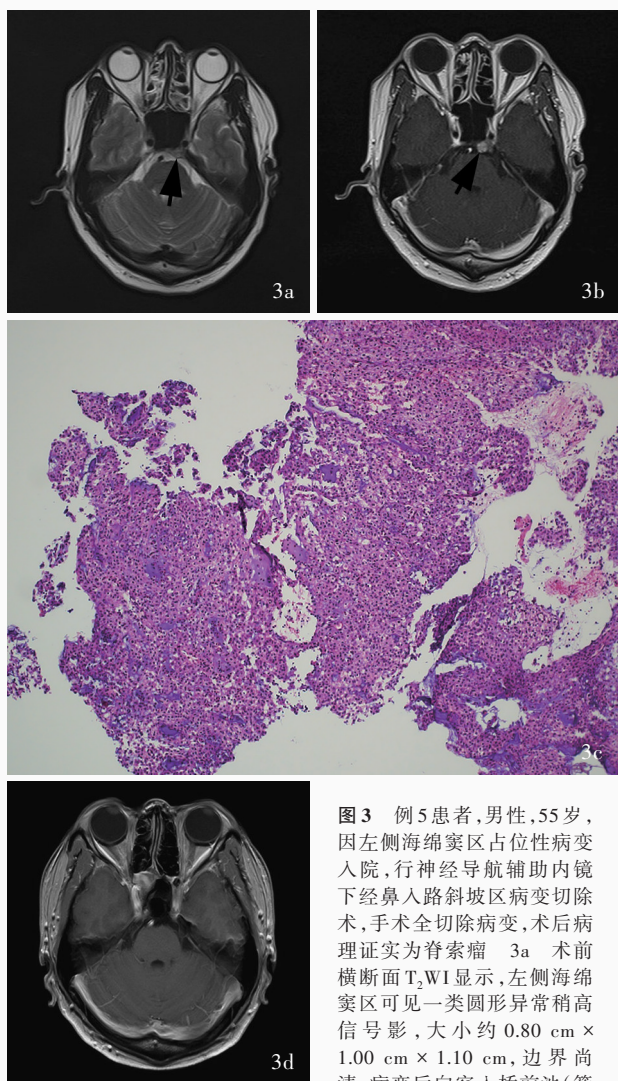 3a
3b
3c
3d
图3 例5患者,男性,55岁,
因左侧海绵窦区占位性病变
入院,行神经导航辅助内镜
下经鼻入路斜坡区病变切除
术,手术全切除病变,术后病
理证实为脊索瘤 3a 术前
横断面T₂WI显示,左侧海绵
窦区可见一类圆形异常稍高
信号影,大小约0.80 cm×
1.00 cm×1.10 cm,边界尚